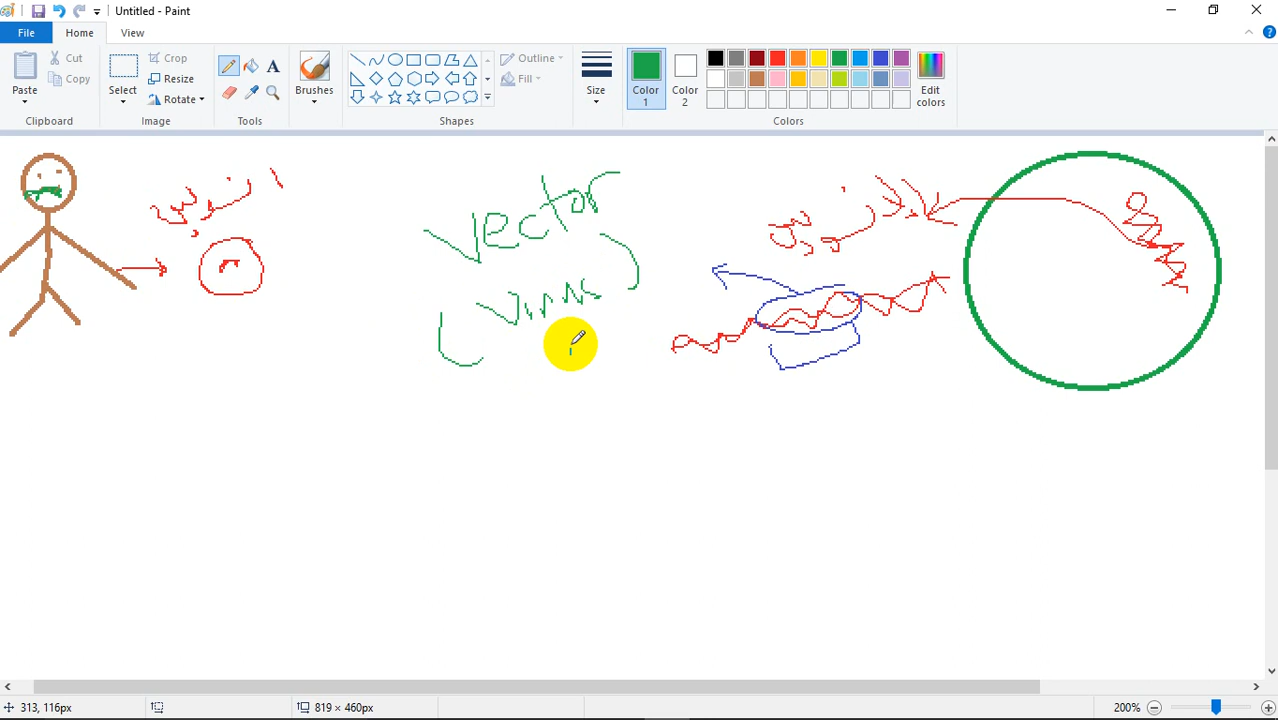 Untitled - Paint
File Home View
Paste
Cut
Copy
Clipboard
Select
Crop
Resize
Rotate
Image
Tools
Brushes
Shapes
Outline
Fill
Size
Color 1
Color 2
Edit colors
Colors
Vector
313, 116px
819 × 460px
200%